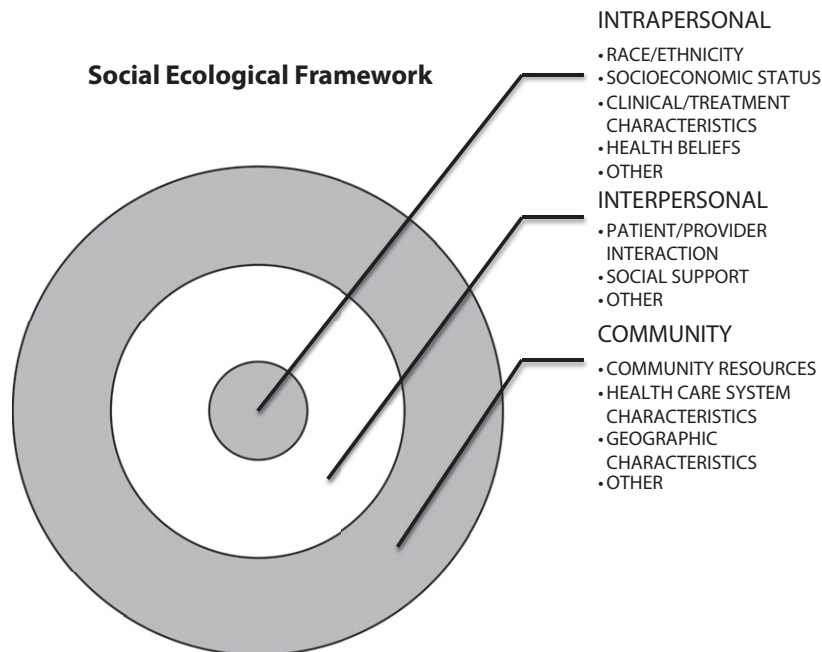 Social Ecological Framework
INTRAPERSONAL
•RACE/ETHNICITY
•SOCIOECONOMIC STATUS
•CLINICAL/TREATMENT
CHARACTERISTICS
•HEALTH BELIEFS
•OTHER
INTERPERSONAL
•PATIENT/PROVIDER
INTERACTION
•SOCIAL SUPPORT
•OTHER
COMMUNITY
•COMMUNITY RESOURCES
•HEALTH CARE SYSTEM
CHARACTERISTICS
•GEOGRAPHIC
CHARACTERISTICS
•OTHER